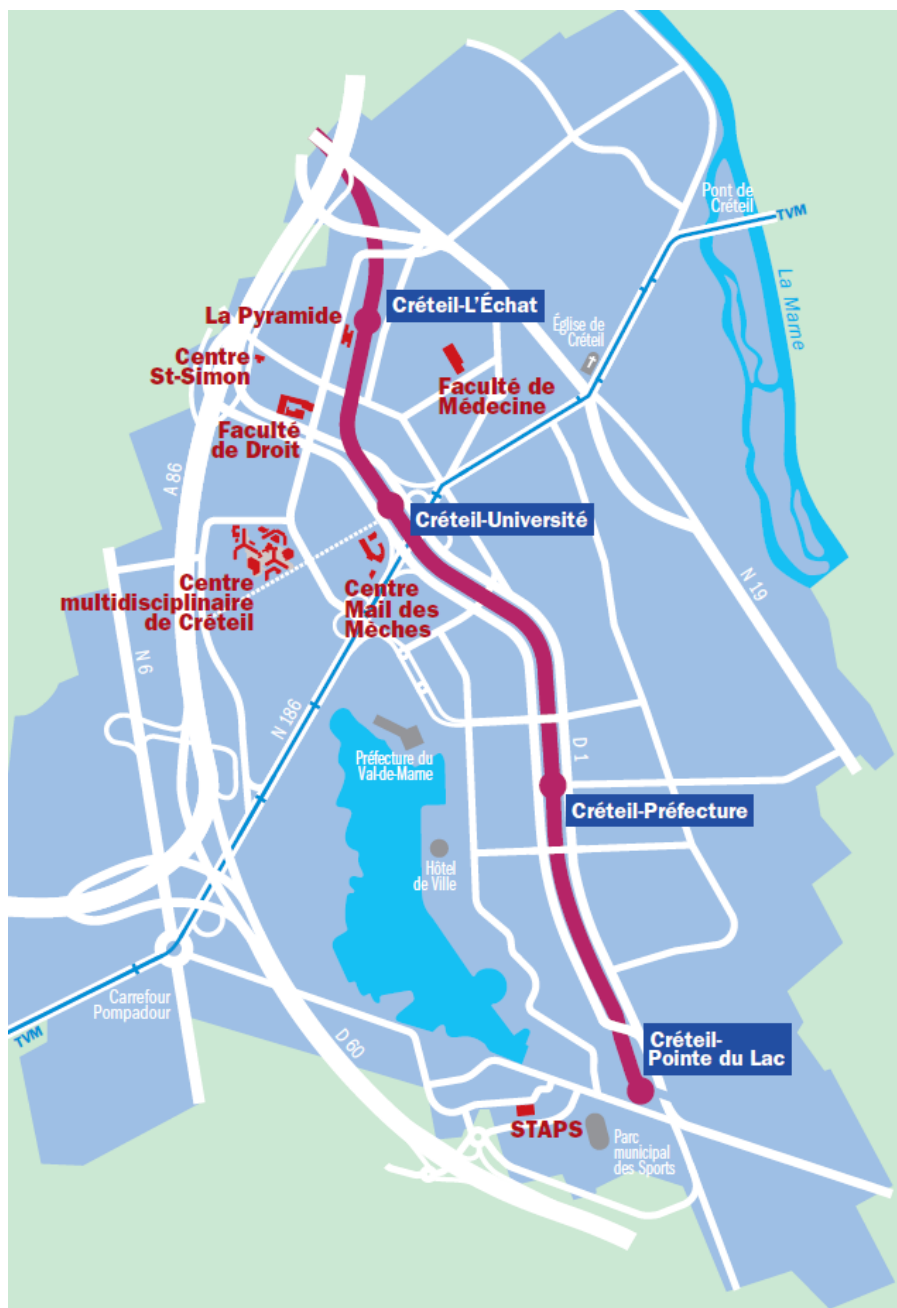 Pont de
Créteil
TVM
La Marne
Créteil-L'Échat
La Pyramide
Église de
Créteil
Centre
St-Simon
Faculté de
Médecine
Faculté
de Droit
A 86
Créteil-Université
Centre
multidisciplinaire
de Créteil
Centre
Mail des
Mèches
N 19
N 6
N 186
D 1
Préfecture du
Val-de-Marne
Créteil-Préfecture
Hôtel
de Ville
Carrefour
Pompadour
TVM
D 60
Créteil-
Pointe du Lac
STAPS
Parc
municipal
des Sports